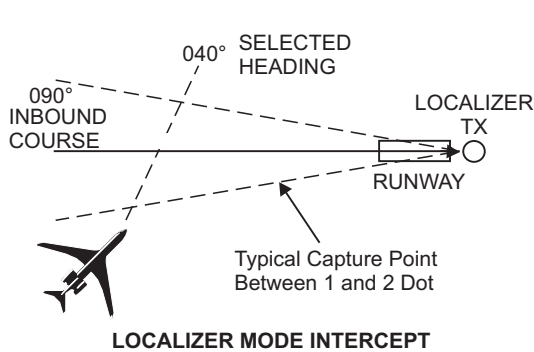 040°
SELECTED
HEADING
090°
INBOUND
COURSE
LOCALIZER
TX
RUNWAY
Typical Capture Point
Between 1 and 2 Dot
LOCALIZER MODE INTERCEPT